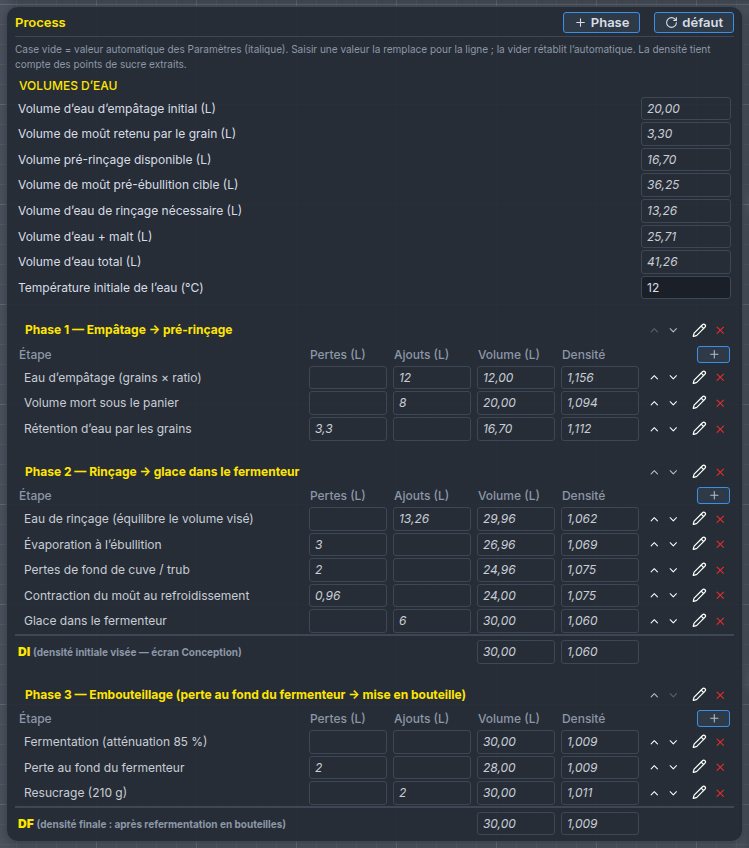 Process
+ Phase
défaut
Case vide = valeur automatique des Paramètres (italique). Saisir une valeur la remplace pour la ligne ; la vider rétablit l’automatique. La densité tient
compte des points de sucre extraits.
VOLUMES D’EAU
Volume d’eau d’empâtage initial (L) 20,00
Volume de moût retenu par le grain (L) 3,30
Volume pré-rinçage disponible (L) 16,70
Volume de moût pré-ébullition cible (L) 36,25
Volume d’eau de rinçage nécessaire (L) 13,26
Volume d’eau + malt (L) 25,71
Volume d’eau total (L) 41,26
Température initiale de l’eau (°C) 12
Phase 1 — Empâtage → pré-rinçage
Étape Pertes (L) Ajouts (L) Volume (L) Densité +
Eau d’empâtage (grains × ratio) 12 12,00 1,156
Volume mort sous le panier 8 20,00 1,094
Rétention d’eau par les grains 3,3 16,70 1,112
Phase 2 — Rinçage → glace dans le fermenteur
Étape Pertes (L) Ajouts (L) Volume (L) Densité +
Eau de rinçage (équilibre le volume visé) 13,26 29,96 1,062
Évaporation à l’ébullition 3 26,96 1,069
Pertes de fond de cuve / trub 2 24,96 1,075
Contraction du moût au refroidissement 0,96 24,00 1,075
Glace dans le fermenteur 6 30,00 1,060
DI (densité initiale visée — écran Conception) 30,00 1,060
Phase 3 — Embouteillage (perte au fond du fermenteur → mise en bouteille)
Étape Pertes (L) Ajouts (L) Volume (L) Densité +
Fermentation (atténuation 85 %) 30,00 1,009
Perte au fond du fermenteur 2 28,00 1,009
Resucrage (210 g) 2 30,00 1,011
DF (densité finale : après refermentation en bouteilles) 30,00 1,009